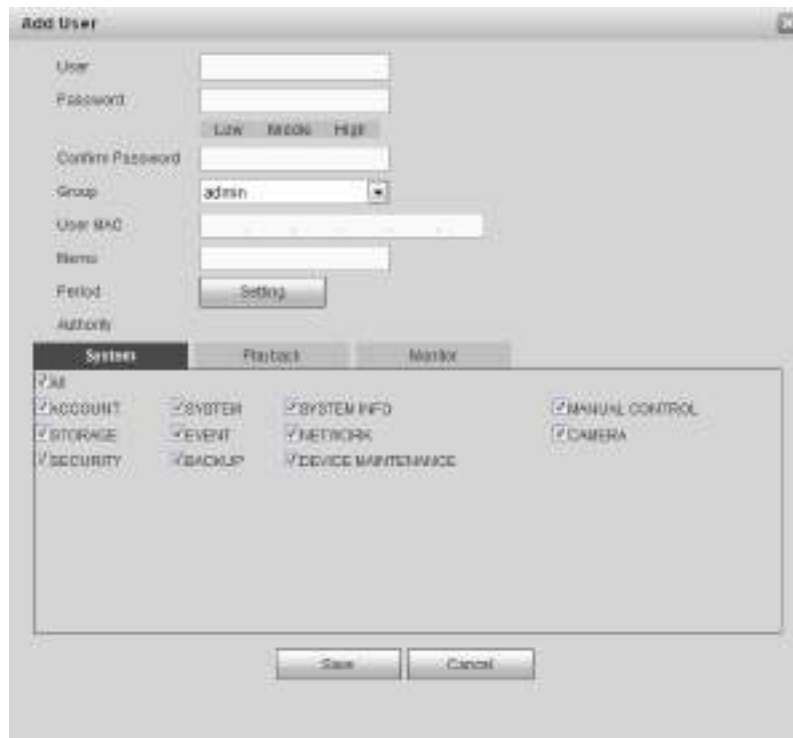 Add User
User
Password
Low Middle High
Confirm Password
Group admin
User MAC
Memo
Period Setting
Authority
System Playback Monitor
All
ACCOUNT SYSTEM SYSTEM INFO MANUAL CONTROL
STORAGE EVENT NETWORK CAMERA
SECURITY BACKUP DEVICE MAINTENANCE
Save Cancel